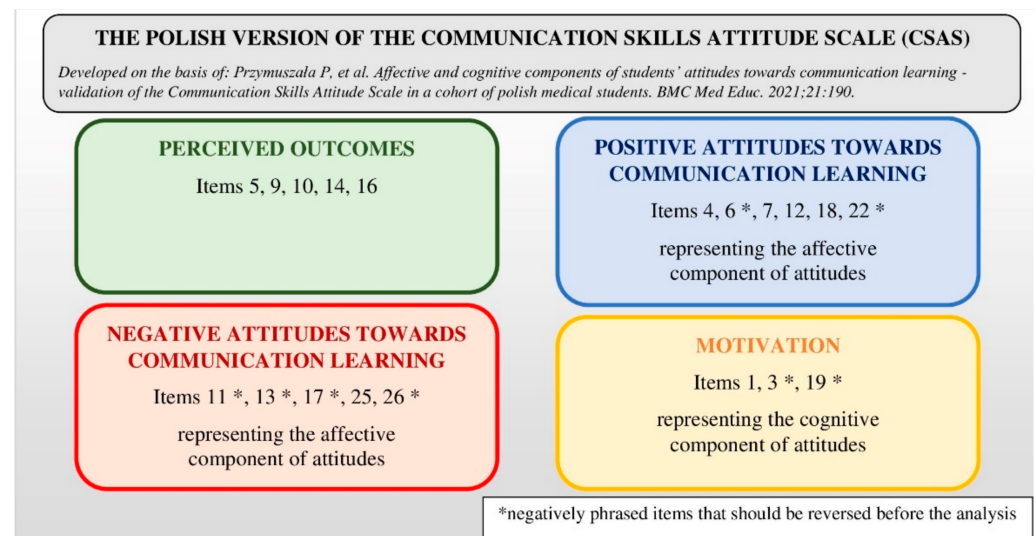 THE POLISH VERSION OF THE COMMUNICATION SKILLS ATTITUDE SCALE (CSAS)
Developed on the basis of: Przymuszała P, et al. Affective and cognitive components of students' attitudes towards communication learning -
validation of the Communication Skills Attitude Scale in a cohort of polish medical students. BMC Med Educ. 2021;21:190.
PERCEIVED OUTCOMES
Items 5, 9, 10, 14, 16
POSITIVE ATTITUDES TOWARDS
COMMUNICATION LEARNING
Items 4, 6 *, 7, 12, 18, 22 *
representing the affective
component of attitudes
NEGATIVE ATTITUDES TOWARDS
COMMUNICATION LEARNING
Items 11 *, 13 *, 17 *, 25, 26 *
representing the affective
component of attitudes
MOTIVATION
Items 1, 3 *, 19 *
representing the cognitive
component of attitudes
*negatively phrased items that should be reversed before the analysis